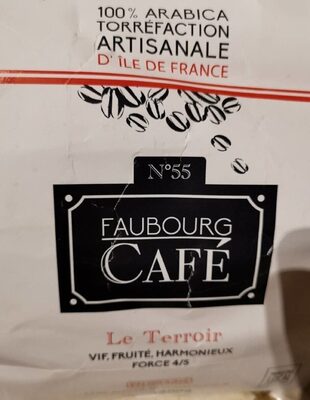 100% ARABICA
TORRÉFACTION
ARTISANALE
D'ÎLE DE FRANCE
N°55
FAUBOURG
CAFÉ
Le Terroir
VIF, FRUITÉ, HARMONIEUX
FORCE 4/5